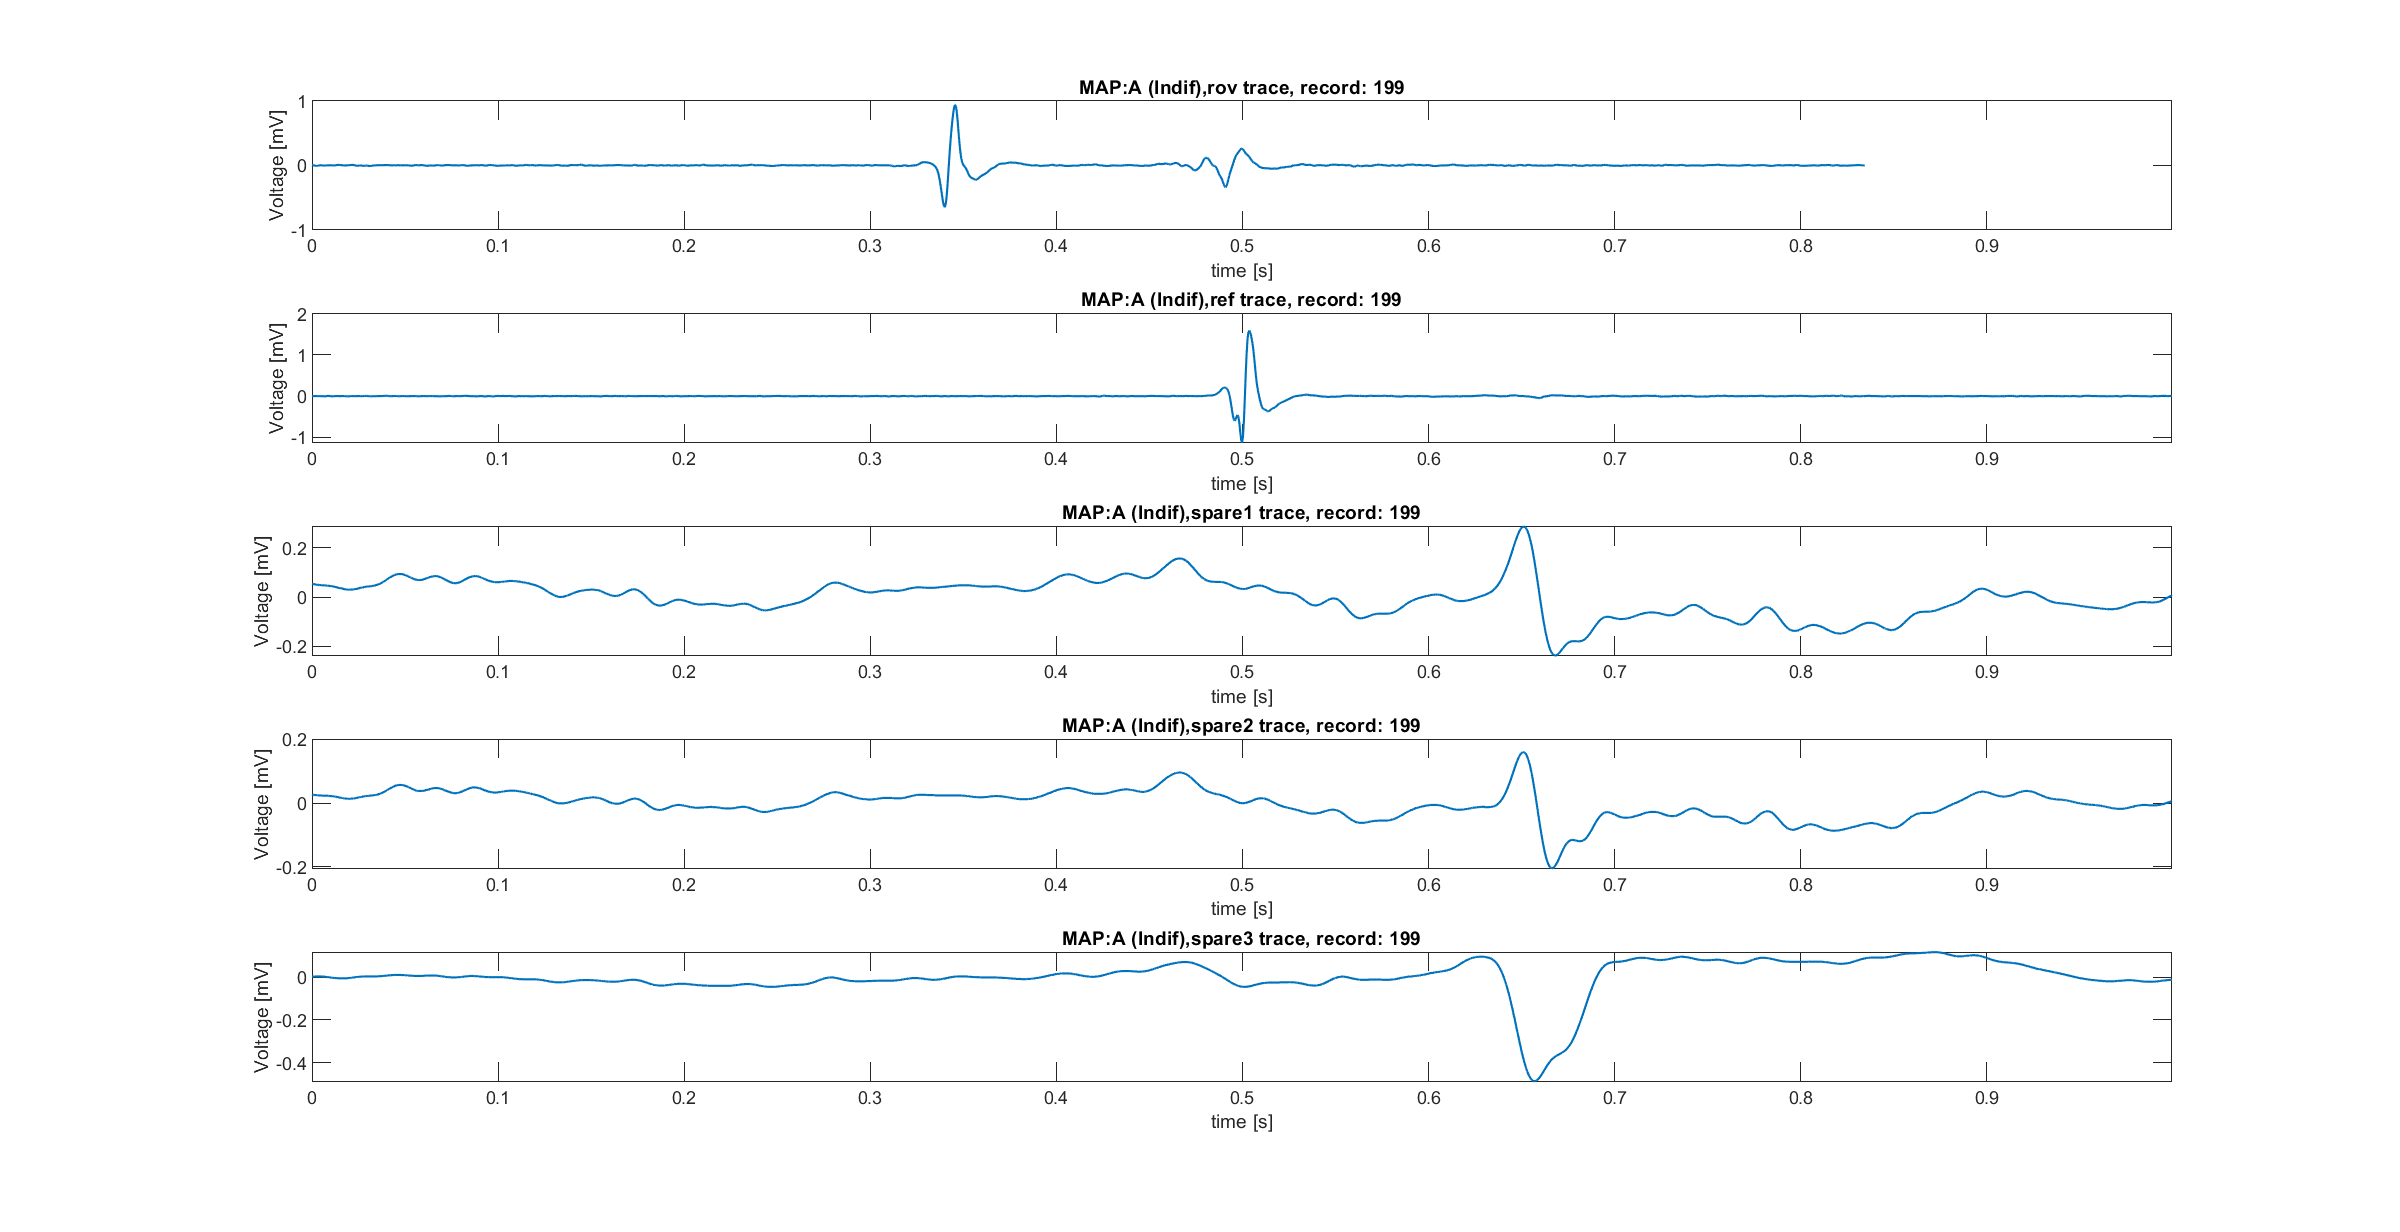 MAP:A (Indif),rov trace, record: 199
Voltage [mV]
1
0
-1
0 0.1 0.2 0.3 0.4 0.5 0.6 0.7 0.8 0.9
time [s]
MAP:A (Indif),ref trace, record: 199
Voltage [mV]
2
1
0
-1
0 0.1 0.2 0.3 0.4 0.5 0.6 0.7 0.8 0.9
time [s]
MAP:A (Indif),spare1 trace, record: 199
Voltage [mV]
0.2
0
-0.2
0 0.1 0.2 0.3 0.4 0.5 0.6 0.7 0.8 0.9
time [s]
MAP:A (Indif),spare2 trace, record: 199
Voltage [mV]
0.2
0
-0.2
0 0.1 0.2 0.3 0.4 0.5 0.6 0.7 0.8 0.9
time [s]
MAP:A (Indif),spare3 trace, record: 199
Voltage [mV]
0
-0.2
-0.4
0 0.1 0.2 0.3 0.4 0.5 0.6 0.7 0.8 0.9
time [s]